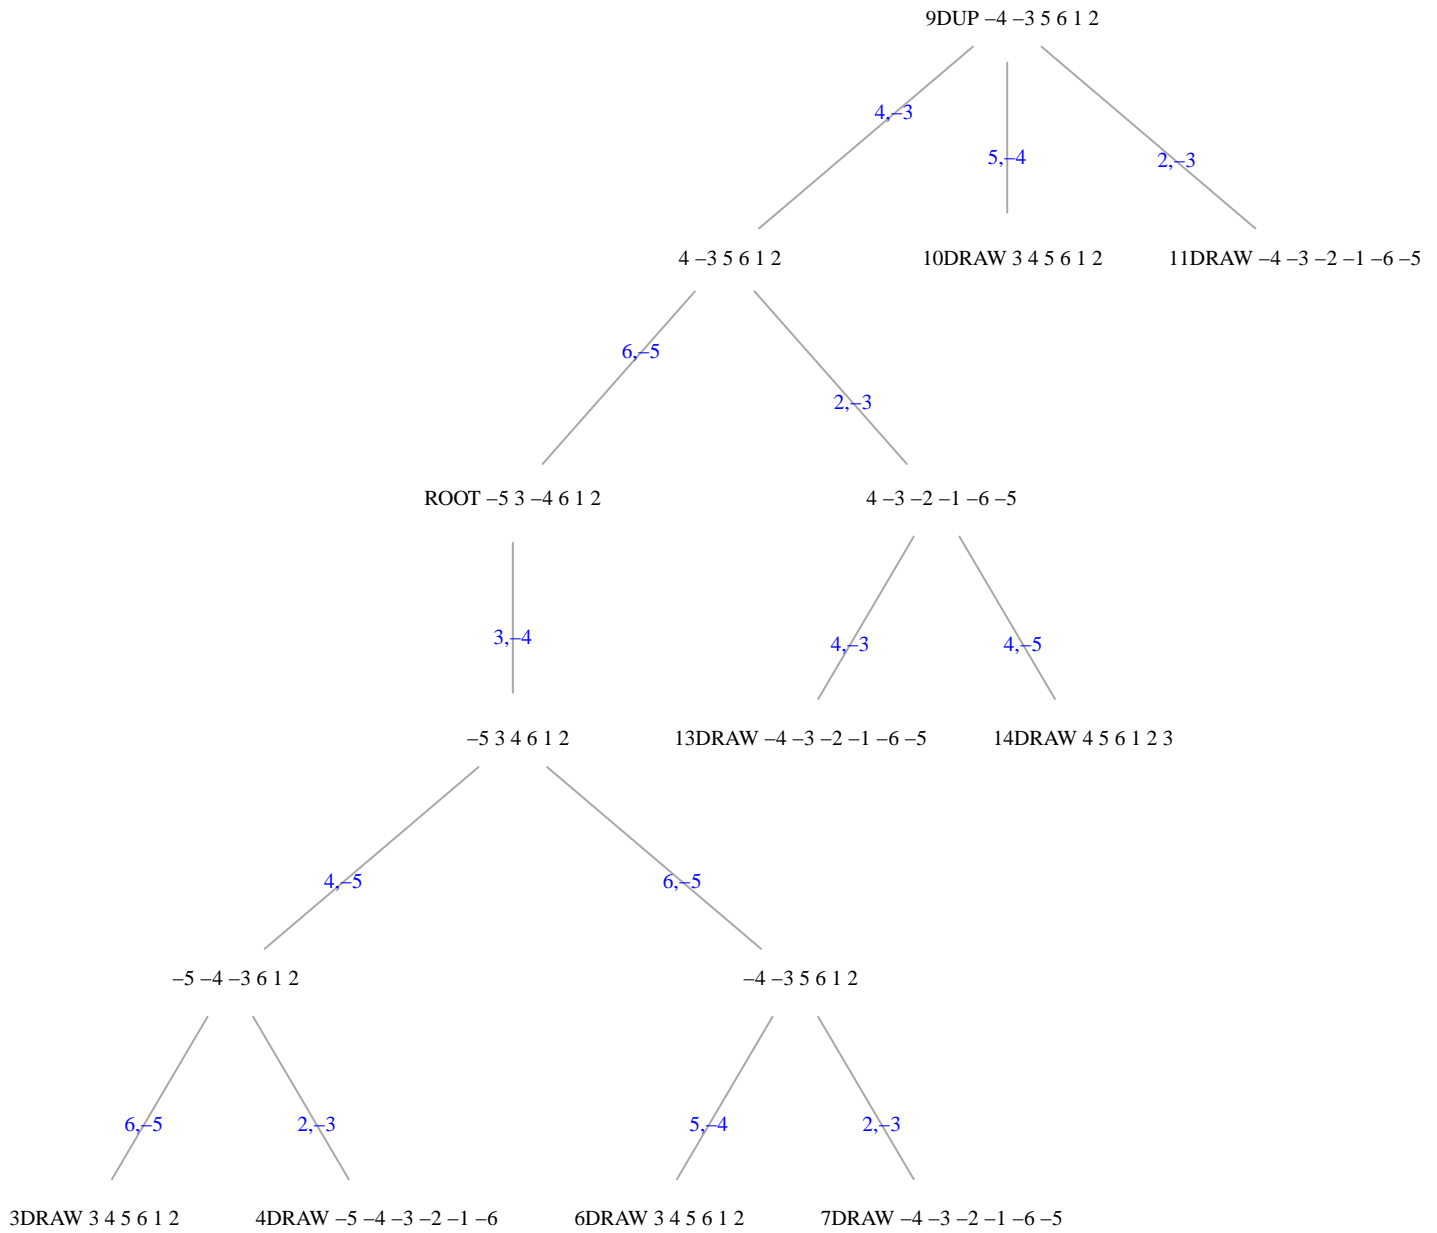 9DUP –4 –3 5 6 1 2
4,–3
5,–4
2,–3
4 –3 5 6 1 2
10DRAW 3 4 5 6 1 2
11DRAW –4 –3 –2 –1 –6 –5
6,–5
2,–3
ROOT –5 3 –4 6 1 2
4 –3 –2 –1 –6 –5
3,–4
4,–3
4,–5
–5 3 4 6 1 2
13DRAW –4 –3 –2 –1 –6 –5
14DRAW 4 5 6 1 2 3
4,–5
6,–5
–5 –4 –3 6 1 2
–4 –3 5 6 1 2
6,–5
2,–3
5,–4
2,–3
3DRAW 3 4 5 6 1 2
4DRAW –5 –4 –3 –2 –1 –6
6DRAW 3 4 5 6 1 2
7DRAW –4 –3 –2 –1 –6 –5